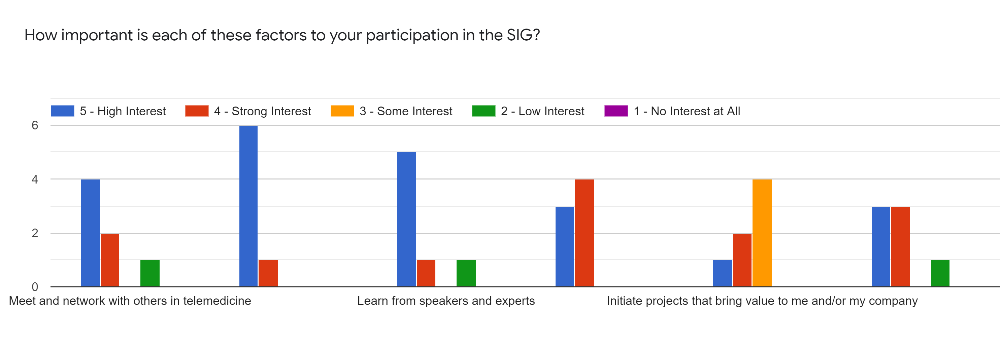 How important is each of these factors to your participation in the SIG?
5 - High Interest 4 - Strong Interest 3 - Some Interest 2 - Low Interest 1 - No Interest at All
6
4
2
0
Meet and network with others in telemedicine Learn from speakers and experts Initiate projects that bring value to me and/or my company